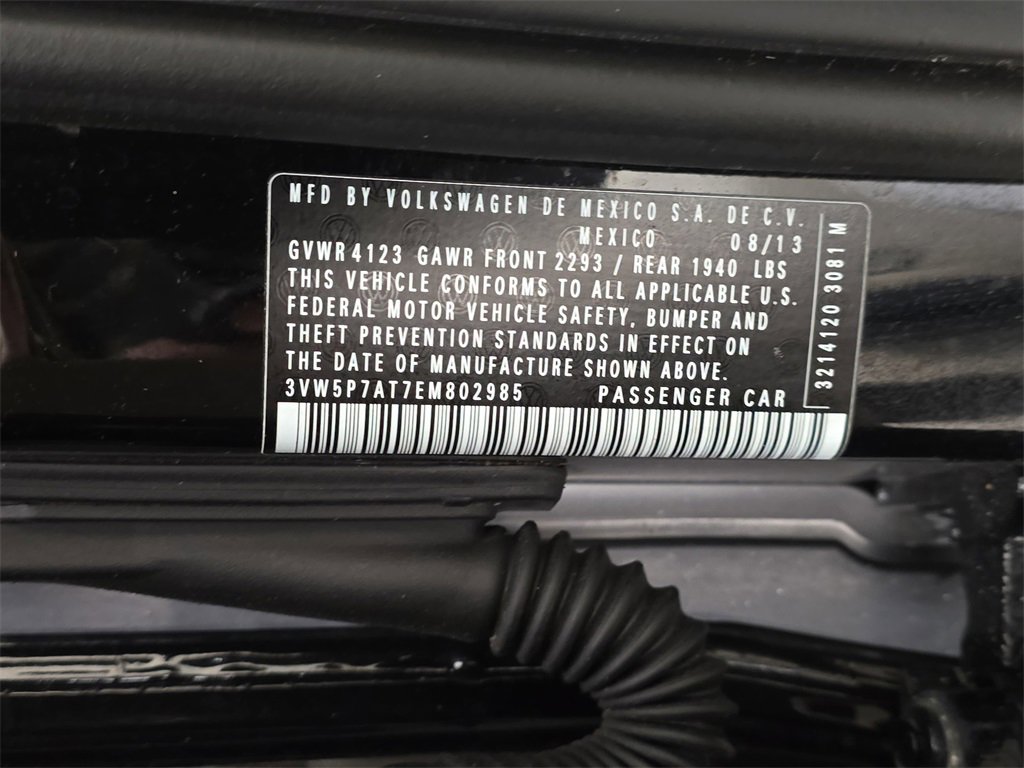 MFD BY VOLKSWAGEN DE MEXICO S.A. DE C.V.
MEXICO 08/13
GVWR 4123 GAWR FRONT 2293 / REAR 1940 LBS
THIS VEHICLE CONFORMS TO ALL APPLICABLE U.S.
FEDERAL MOTOR VEHICLE SAFETY, BUMPER AND
THEFT PREVENTION STANDARDS IN EFFECT ON
THE DATE OF MANUFACTURE SHOWN ABOVE.
3VW5P7AT7EM802985 PASSENGER CAR
3214120 3081 M